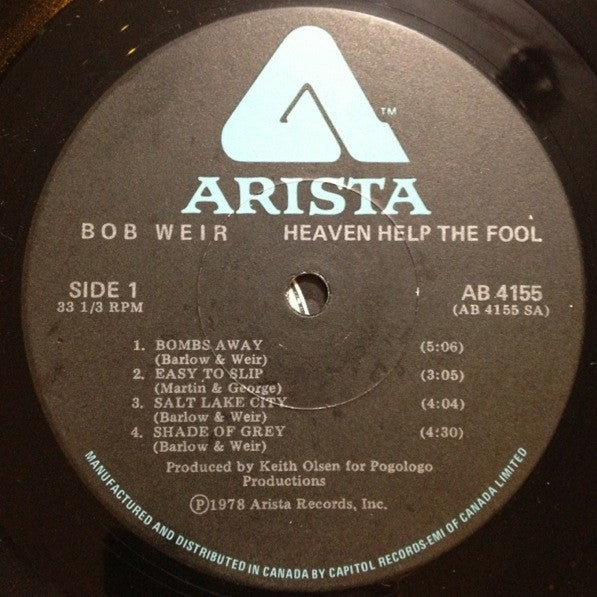 TM
ARISTA
BOB WEIR HEAVEN HELP THE FOOL
SIDE 1 AB 4155
33 1/3 RPM (AB 4155 SA)
1. BOMBS AWAY (5:06)
(Barlow & Weir)
2. EASY TO SLIP (3:05)
(Martin & George)
3. SALT LAKE CITY (4:04)
(Barlow & Weir)
4. SHADE OF GREY (4:30)
(Barlow & Weir)
Produced by Keith Olsen for Pogologo
Productions
Ⓟ1978 Arista Records, Inc.
MANUFACTURED AND DISTRIBUTED IN CANADA BY CAPITOL RECORDS-EMI OF CANADA LIMITED